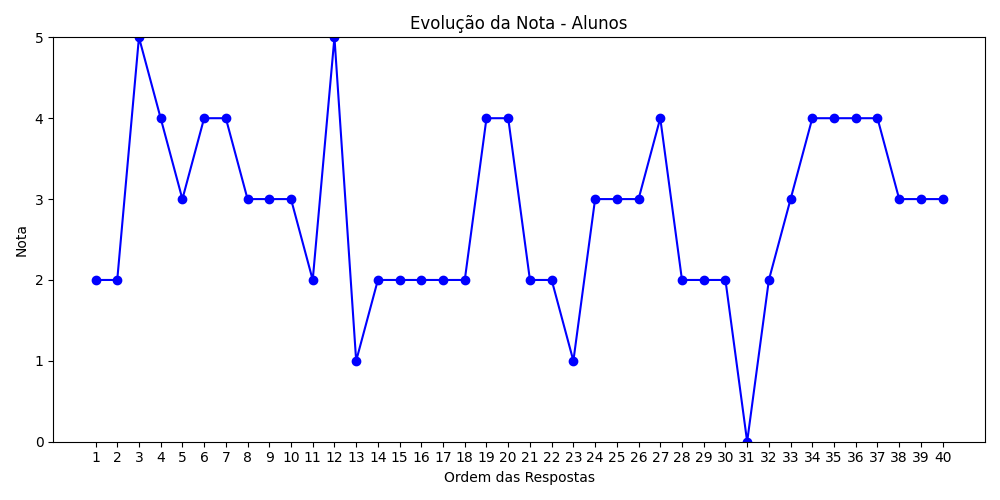 Evolução da Nota - Alunos
5
4
3
2
1
0
Nota
1 2 3 4 5 6 7 8 9 10 11 12 13 14 15 16 17 18 19 20 21 22 23 24 25 26 27 28 29 30 31 32 33 34 35 36 37 38 39 40
Ordem das Respostas